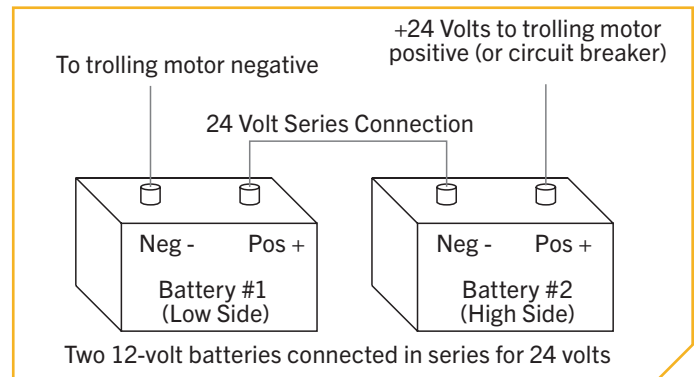 +24 Volts to trolling motor
positive (or circuit breaker)
To trolling motor negative
24 Volt Series Connection
Neg -
Pos +
Battery #1
(Low Side)
Neg -
Pos +
Battery #2
(High Side)
Two 12-volt batteries connected in series for 24 volts